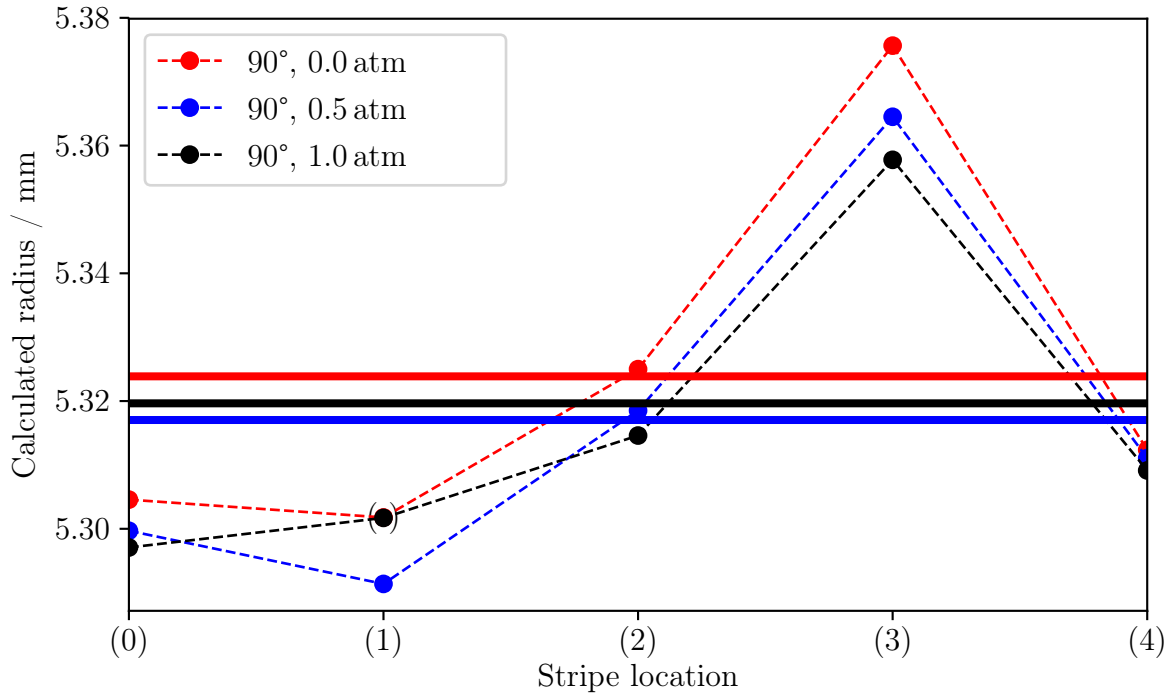 5.38
5.36
5.34
5.32
5.30
Calculated radius / mm
90°, 0.0 atm
90°, 0.5 atm
90°, 1.0 atm
( )
(0)
(1)
(2)
(3)
(4)
Stripe location